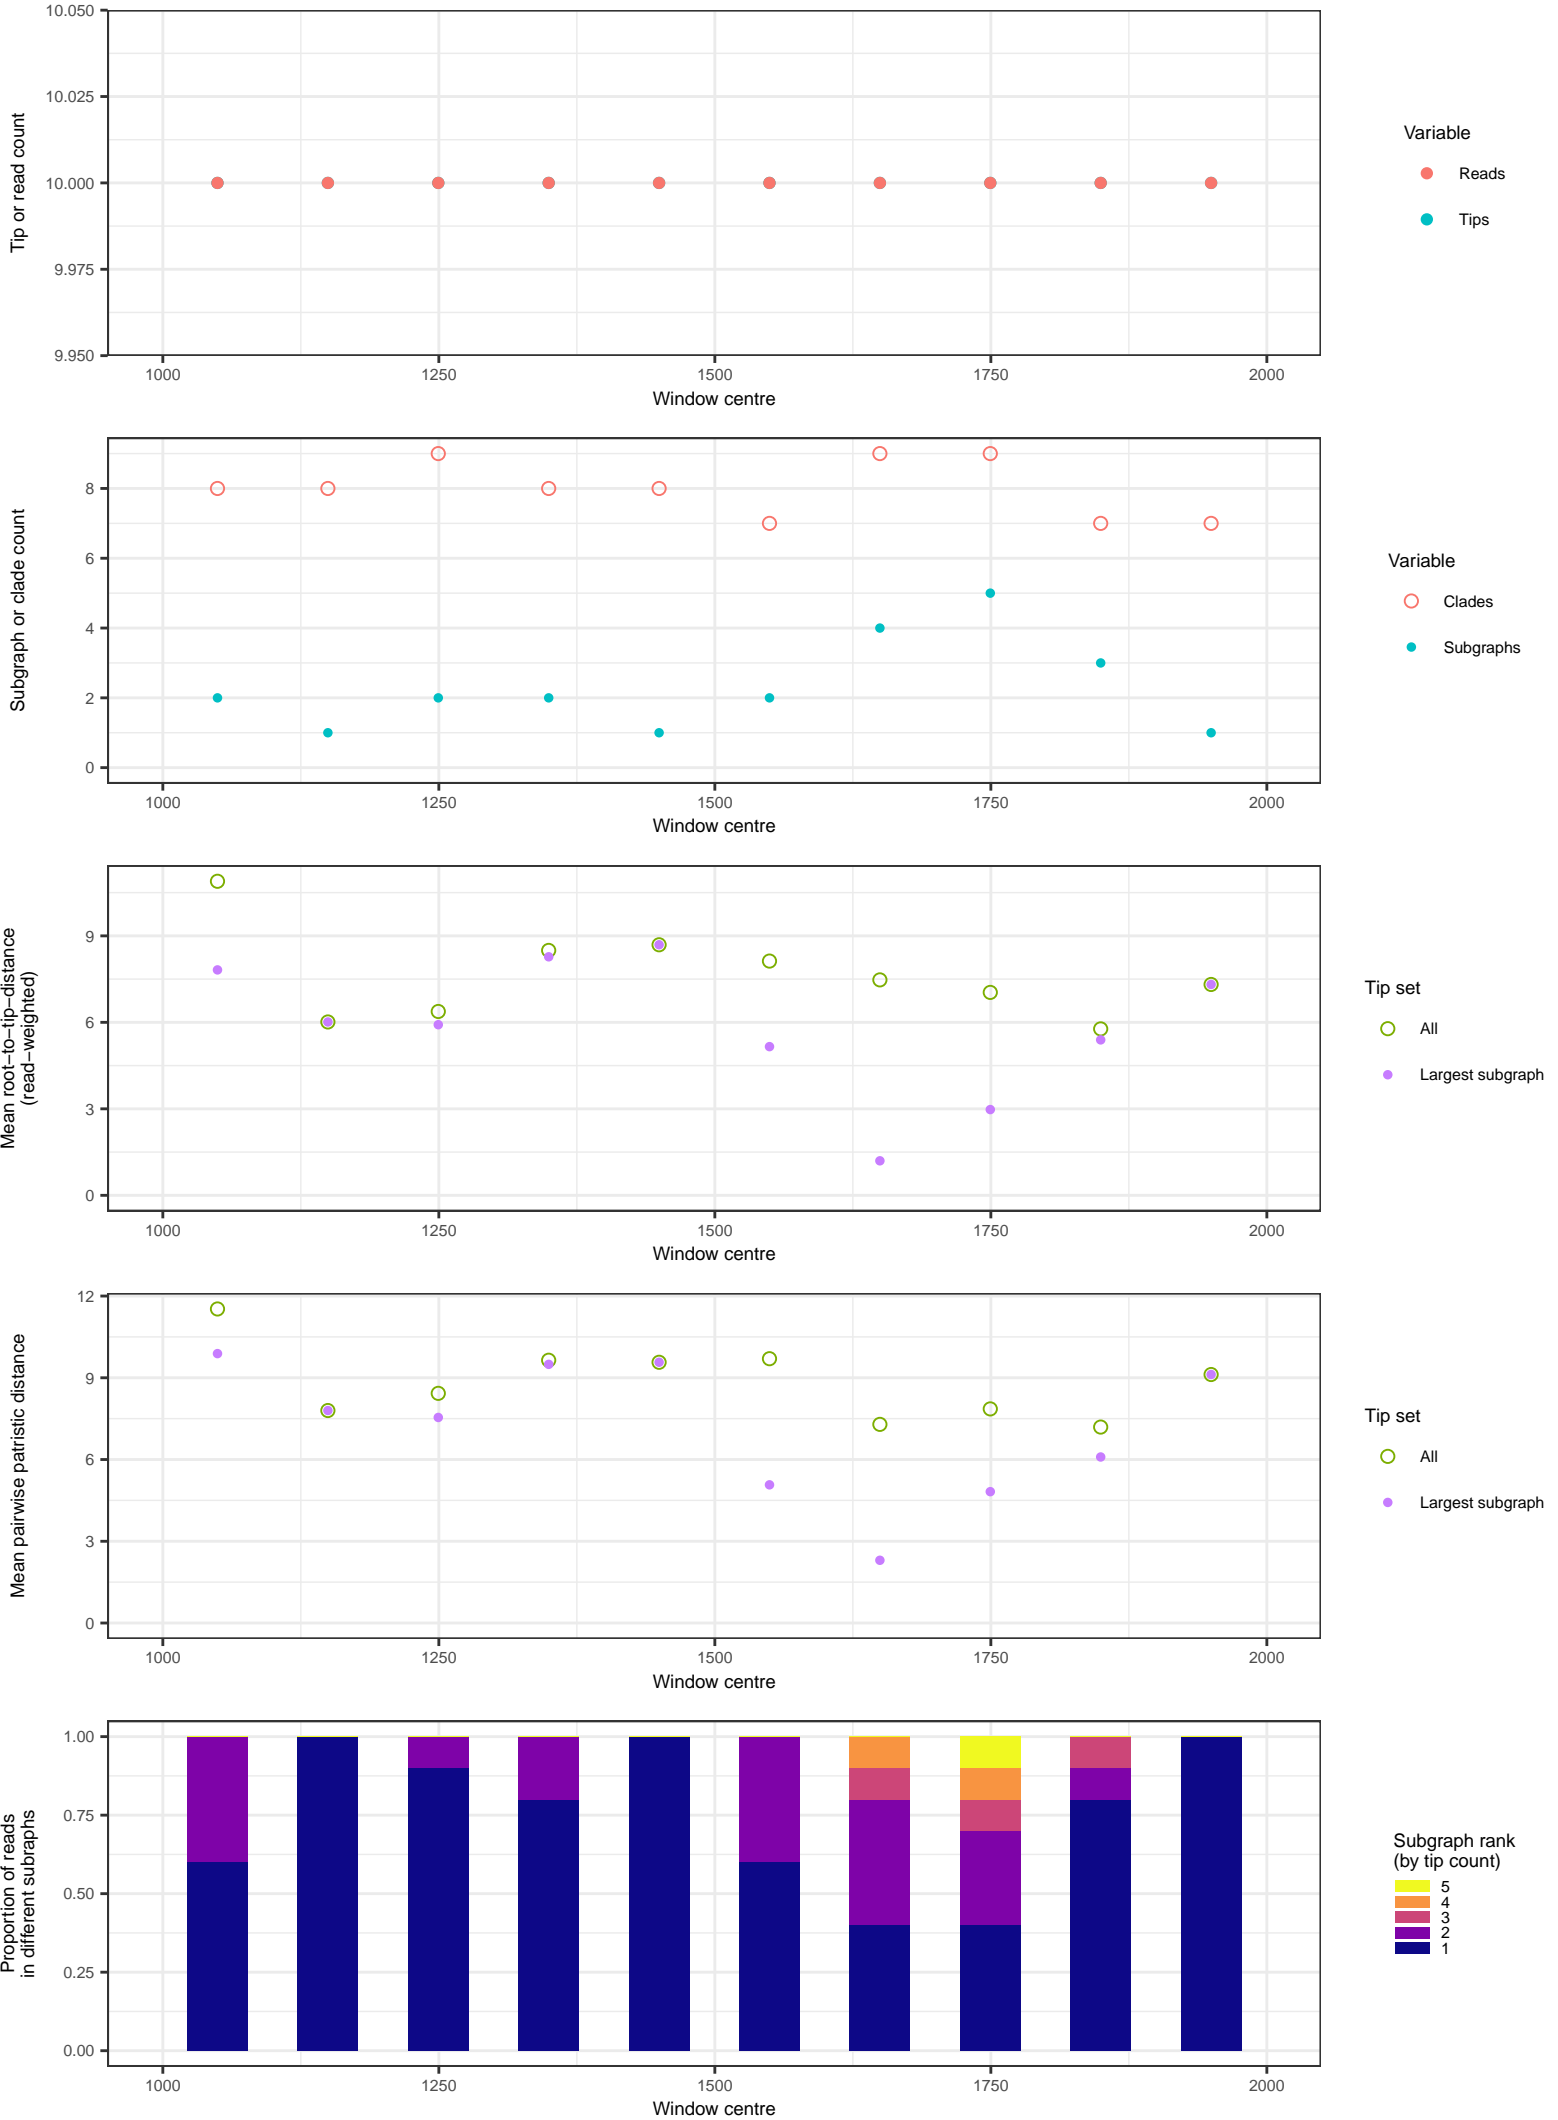 10.050
10.025
10.000
9.975
9.950
Tip or read count
1000 1250 1500 1750 2000
Window centre
Variable
Reads
Tips
8
6
4
2
0
Subgraph or clade count
1000 1250 1500 1750 2000
Window centre
Variable
Clades
Subgraphs
9
6
3
0
Mean root−to−tip−distance
(read−weighted)
1000 1250 1500 1750 2000
Window centre
Tip set
All
Largest subgraph
12
9
6
3
0
Mean pairwise patristic distance
1000 1250 1500 1750 2000
Window centre
Tip set
All
Largest subgraph
1.00
0.75
0.50
0.25
0.00
Proportion of reads
in different subraphs
1000 1250 1500 1750 2000
Window centre
Subgraph rank
(by tip count)
5
4
3
2
1